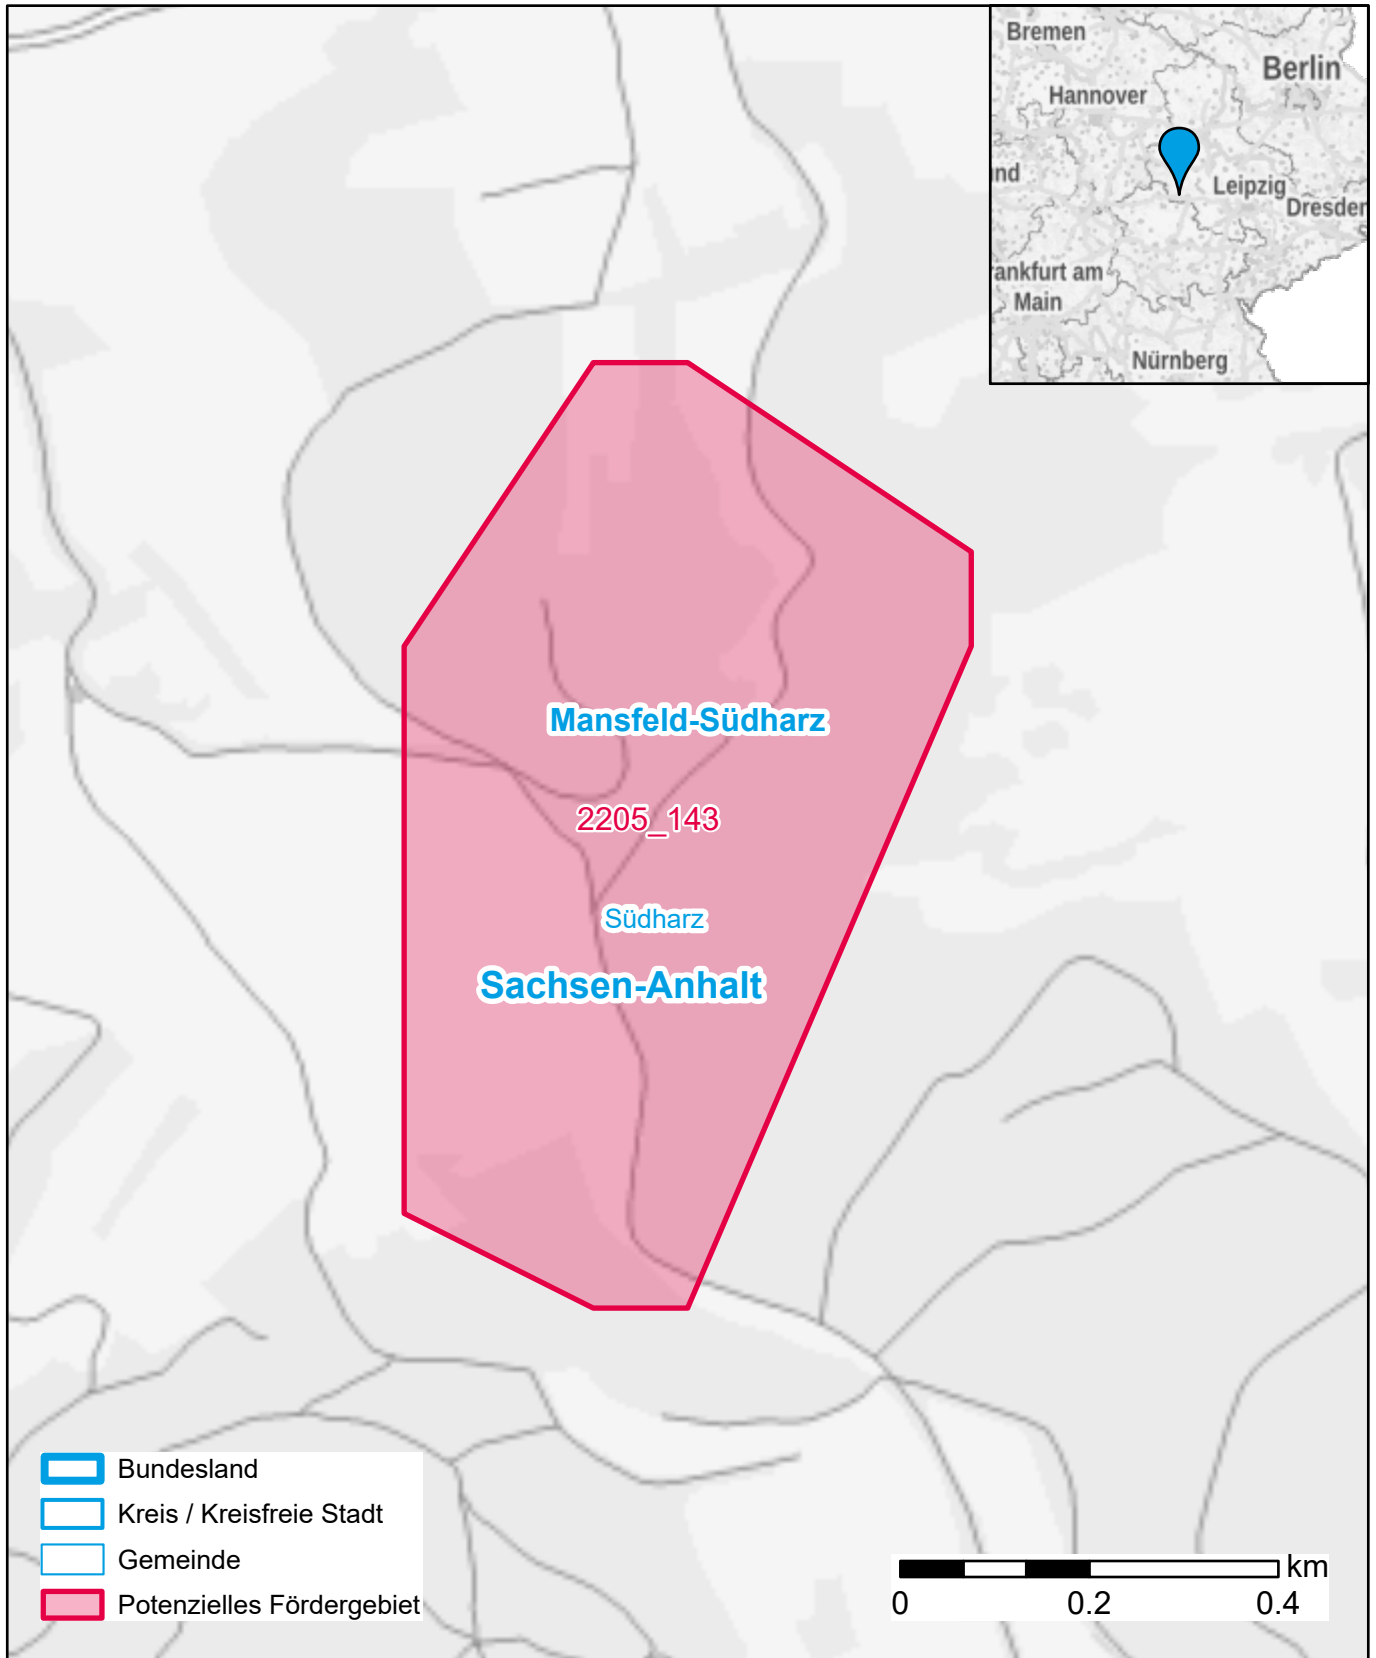 Bremen
Berlin
Hannover
nd
Leipzig
Dresder
ankfurt am
Main
Nürnberg
Mansfeld-Südharz
2205_143
Südharz
Sachsen-Anhalt
Bundesland
Kreis / Kreisfreie Stadt
Gemeinde
Potenzielles Fördergebiet
km
0 0.2 0.4